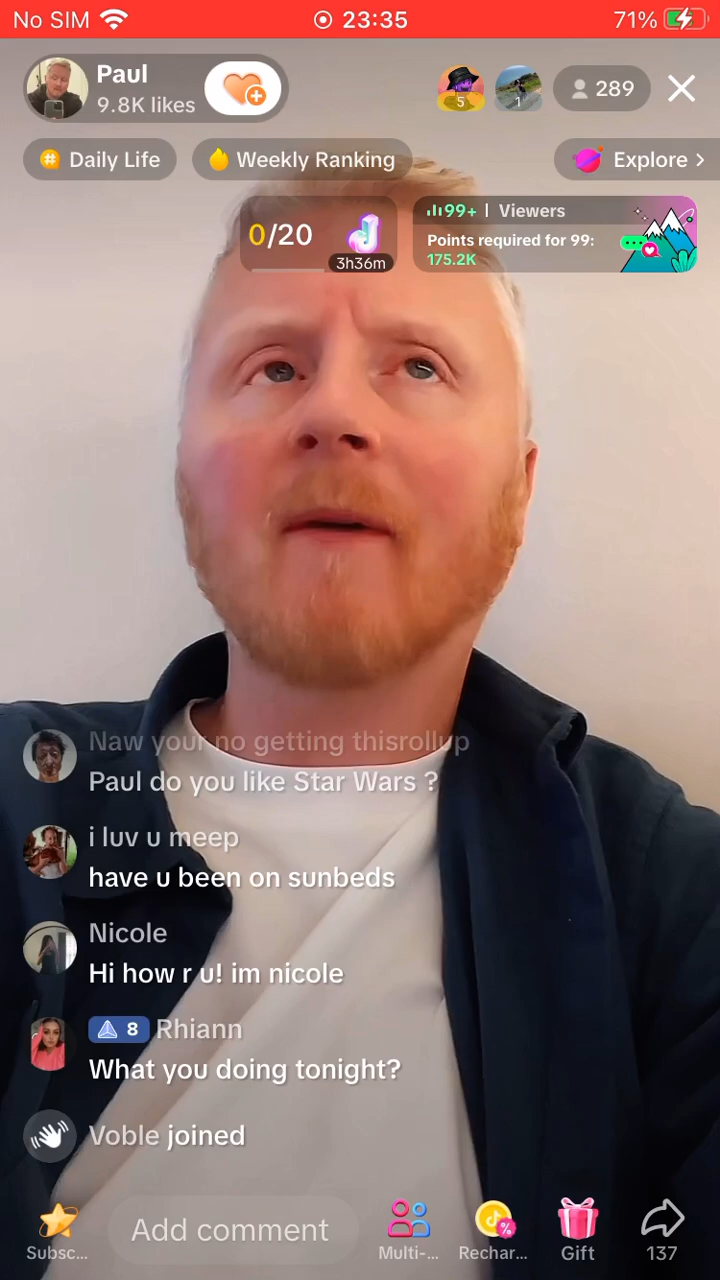 No SIM 23:35 71%
Paul
9.8K likes
5
1
289
# Daily Life
Weekly Ranking
Explore >
0/20
3h36m
99+ | Viewers
Points required for 99:
175.2K
Naw your no getting thisrollup
Paul do you like Star Wars ?
i luv u meep
have u been on sunbeds
Nicole
Hi how r u! im nicole
8 Rhiann
What you doing tonight?
Voble joined
Subsc...
Add comment
Multi-...
Rechar...
Gift
137